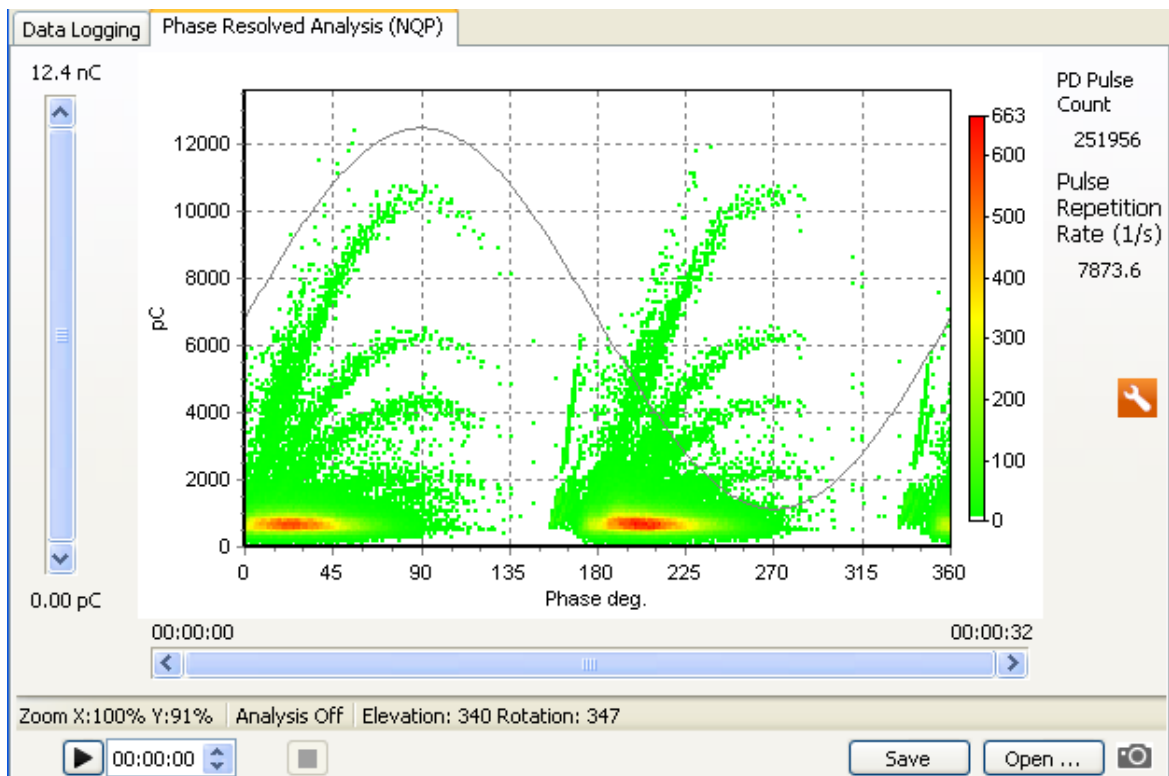 Data Logging
Phase Resolved Analysis (NQP)
12.4 nC
0.00 pC
pC
12000
10000
8000
6000
4000
2000
0
0 45 90 135 180 225 270 315 360
Phase deg.
663
600
500
400
300
200
100
0
PD Pulse
Count
251956
Pulse
Repetition
Rate (1/s)
7873.6
00:00:00 00:00:32
Zoom X:100% Y:91% Analysis Off Elevation: 340 Rotation: 347
00:00:00
Save
Open ...